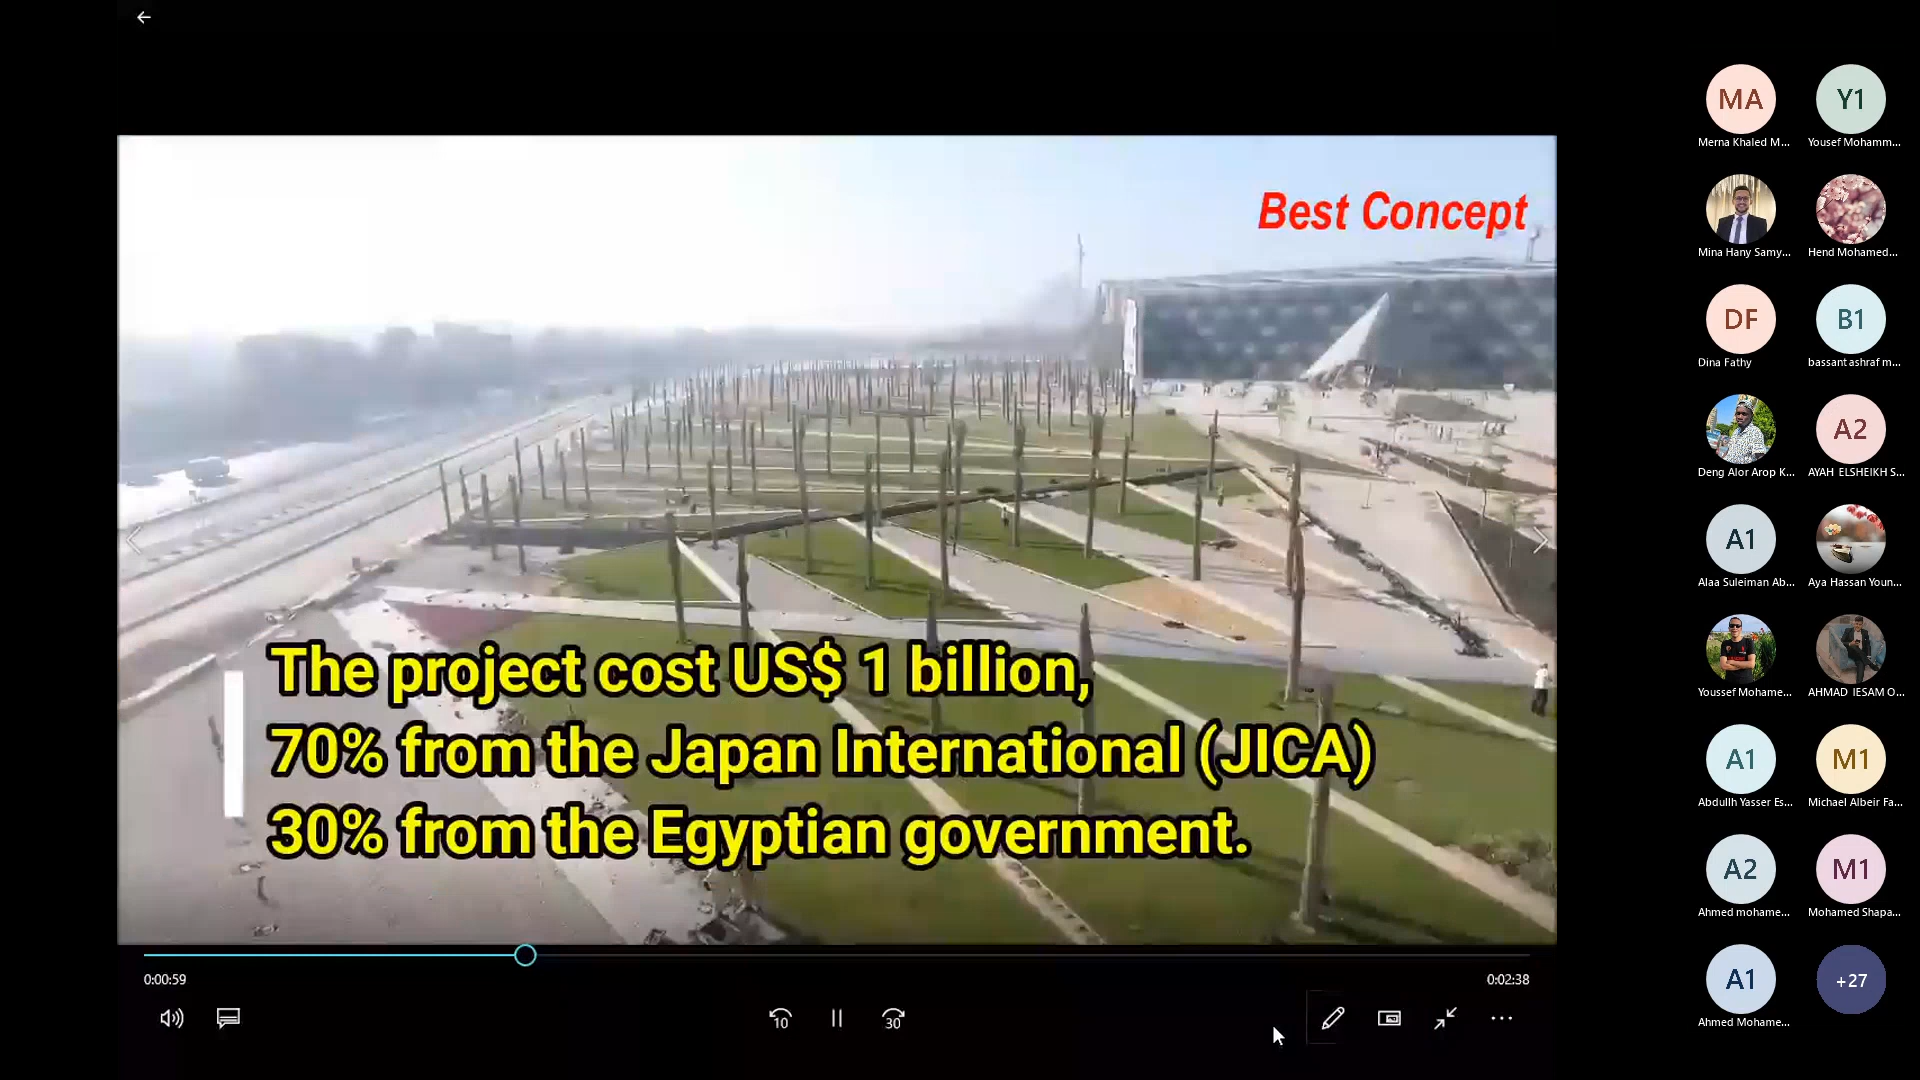 Best Concept
The project cost US$ 1 billion,
70% from the Japan International (JICA)
30% from the Egyptian government.
0:00:59
0:02:38
10
30
MA
Merna Khaled M...
Y1
Yousef Mohamm...
Mina Hany Samy...
Hend Mohamed...
DF
Dina Fathy
B1
bassant ashraf m...
Deng Alor Arop K...
A2
AYAH ELSHEIKH S...
A1
Alaa Suleiman Ab...
Aya Hassan Youn...
Youssef Mohame...
AHMAD IESAM O...
A1
Abdullh Yasser Es...
M1
Michael Albeir Fa...
A2
Ahmed mohame...
M1
Mohamed Shapa...
A1
Ahmed Mohame...
+27